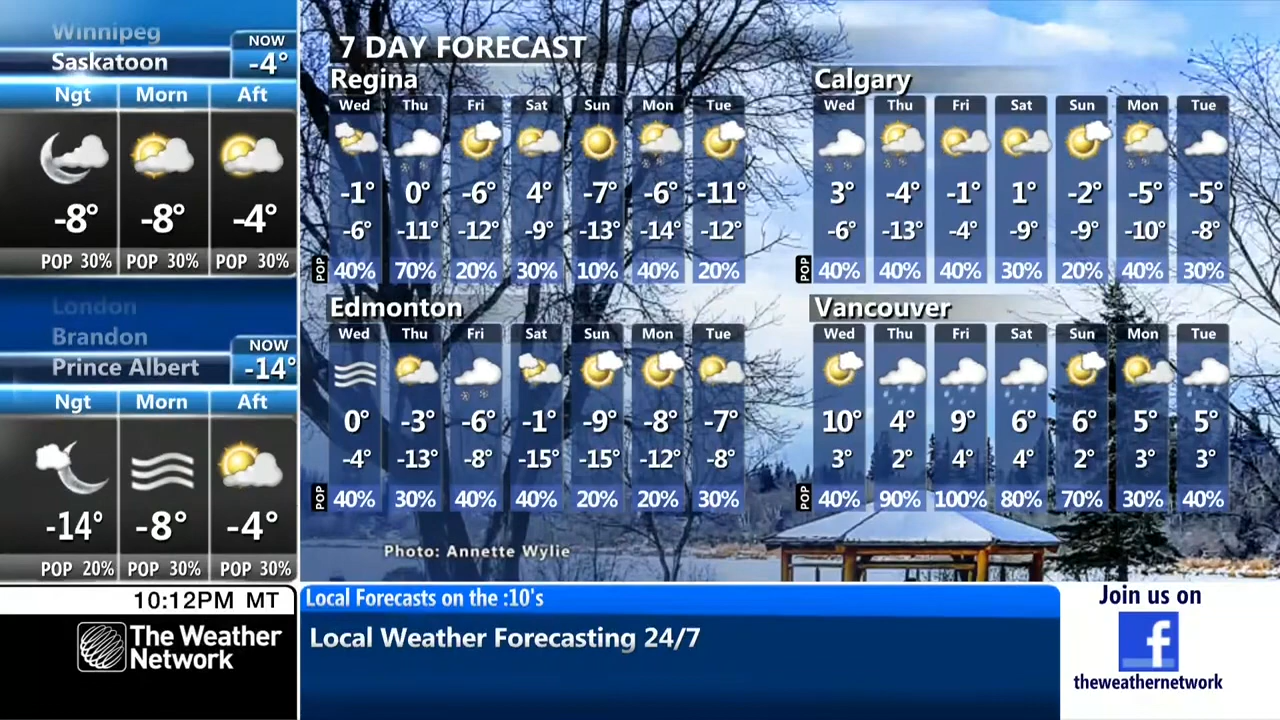 Winnipeg
Saskatoon
NOW
-4°
Ngt Morn Aft
-8° -8° -4°
POP 30% POP 30% POP 30%
London
Brandon
Prince Albert
NOW
-14°
Ngt Morn Aft
-14° -8° -4°
POP 20% POP 30% POP 30%
10:12PM MT
The Weather
Network
7 DAY FORECAST
Regina
Wed Thu Fri Sat Sun Mon Tue
-1° 0° -6° 4° -7° -6° -11°
-6° -11° -12° -9° -13° -14° -12°
POP 40% 70% 20% 30% 10% 40% 20%
Calgary
Wed Thu Fri Sat Sun Mon Tue
3° -4° -1° 1° -2° -5° -5°
-6° -13° -4° -9° -9° -10° -8°
POP 40% 40% 40% 30% 20% 40% 30%
Edmonton
Wed Thu Fri Sat Sun Mon Tue
0° -3° -6° -1° -9° -8° -7°
-4° -13° -8° -15° -15° -12° -8°
POP 40% 30% 40% 40% 20% 20% 30%
Vancouver
Wed Thu Fri Sat Sun Mon Tue
10° 4° 9° 6° 6° 5° 5°
3° 2° 4° 4° 2° 3° 3°
POP 40% 90% 100% 80% 70% 30% 40%
Photo: Annette Wylie
Local Forecasts on the :10's
Local Weather Forecasting 24/7
Join us on
f
theweathernetwork